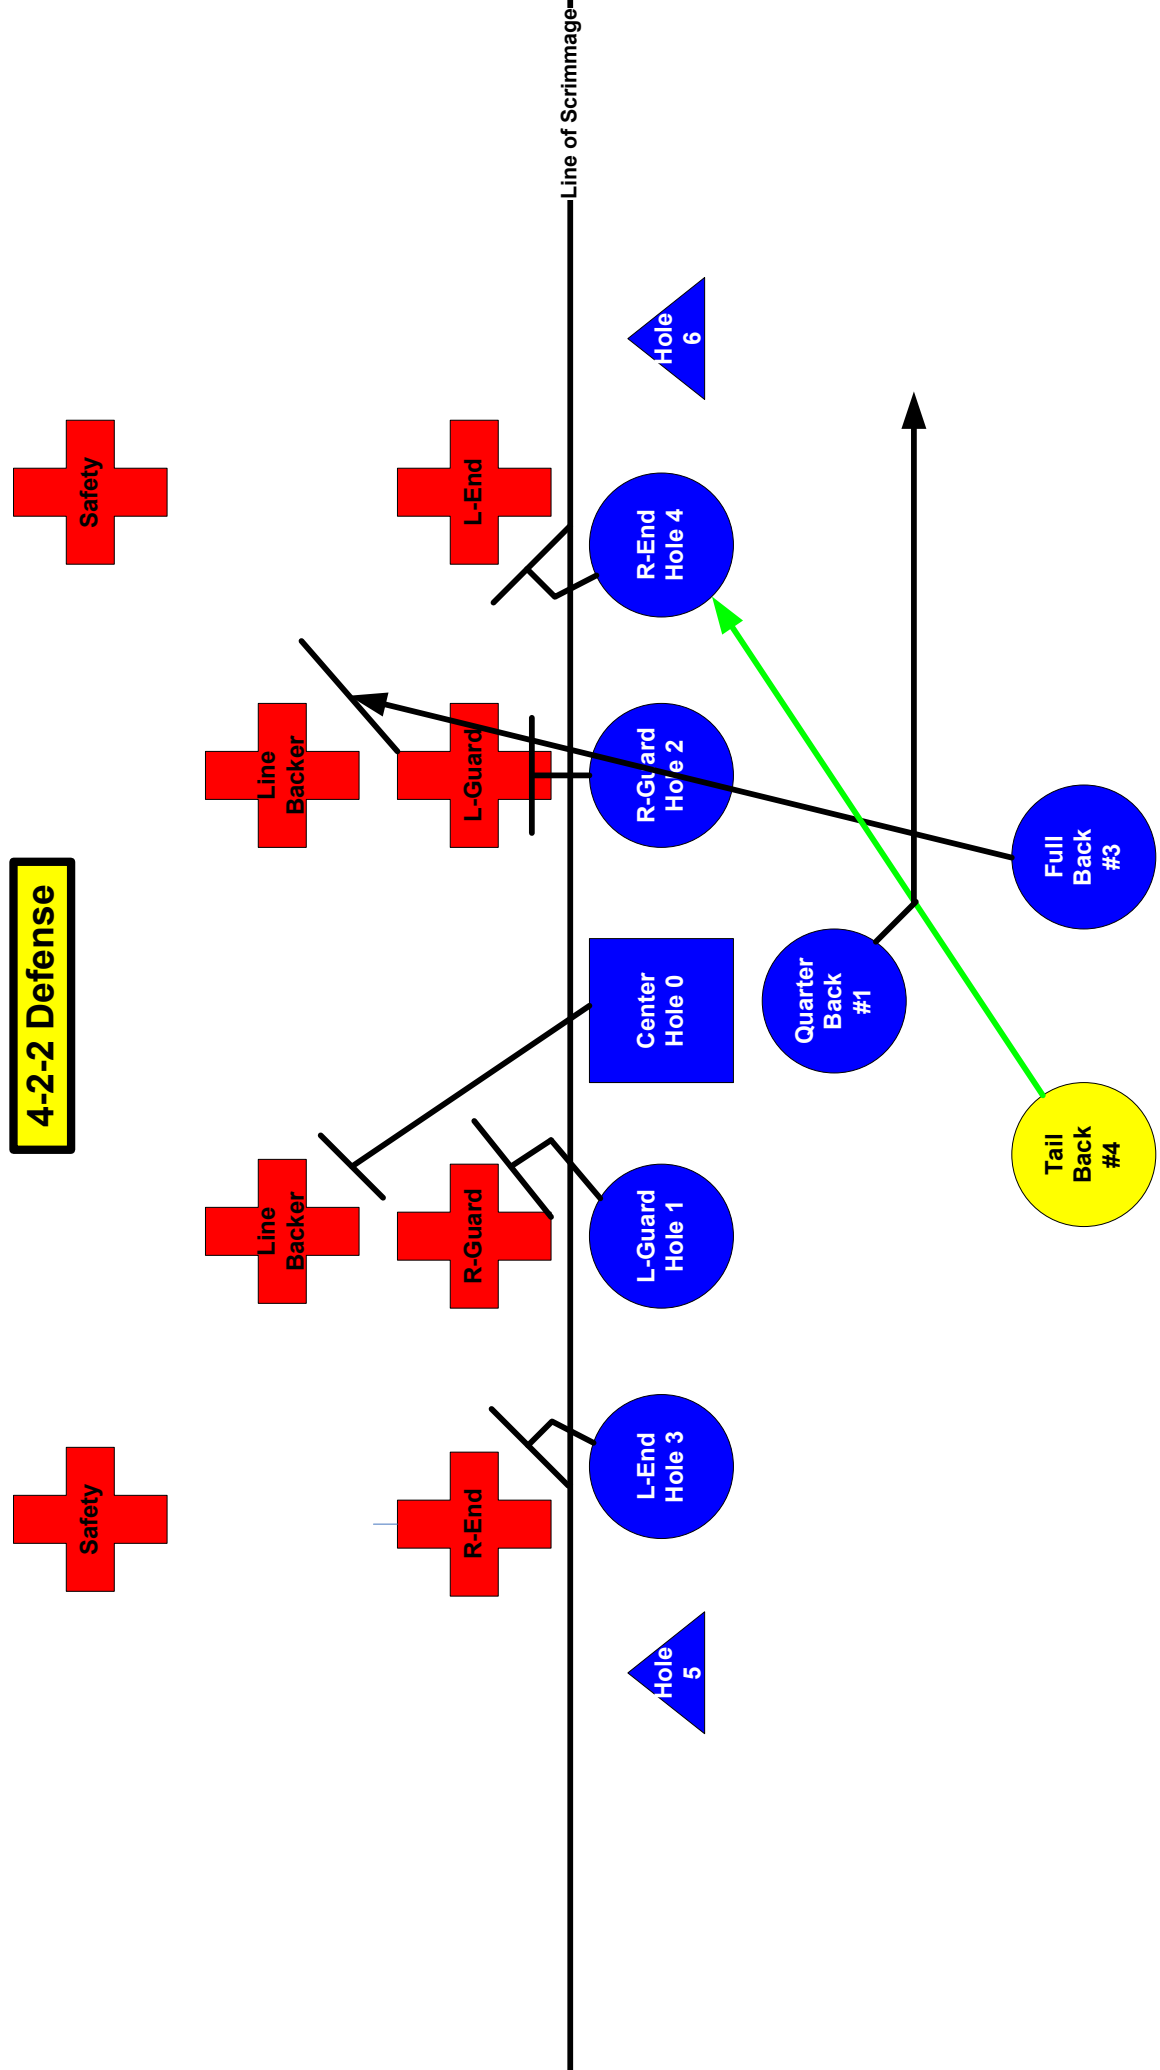 4-2-2 Defense
Safety
Safety
Line
Backer
Line
Backer
R-End
R-Guard
L-Guard
L-End
Line of Scrimmage
Hole
5
L-End
Hole 3
L-Guard
Hole 1
Center
Hole 0
R-Guard
Hole 2
R-End
Hole 4
Hole
6
Quarter
Back
#1
Tail
Back
#4
Full
Back
#3